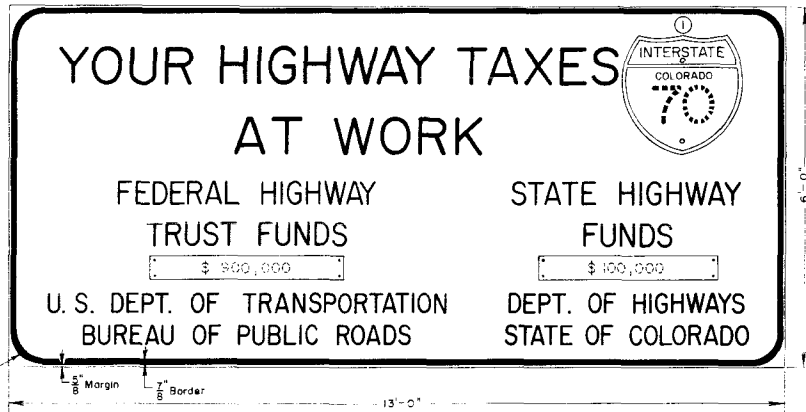 1
INTERSTATE
COLORADO
70
YOUR HIGHWAY TAXES
AT WORK
FEDERAL HIGHWAY
TRUST FUNDS
$ 900,000
U. S. DEPT. OF TRANSPORTATION
BUREAU OF PUBLIC ROADS
STATE HIGHWAY
FUNDS
$ 100,000
DEPT. OF HIGHWAYS
STATE OF COLORADO
5/8" Margin
7/8" Border
13'-0"
6'-0"